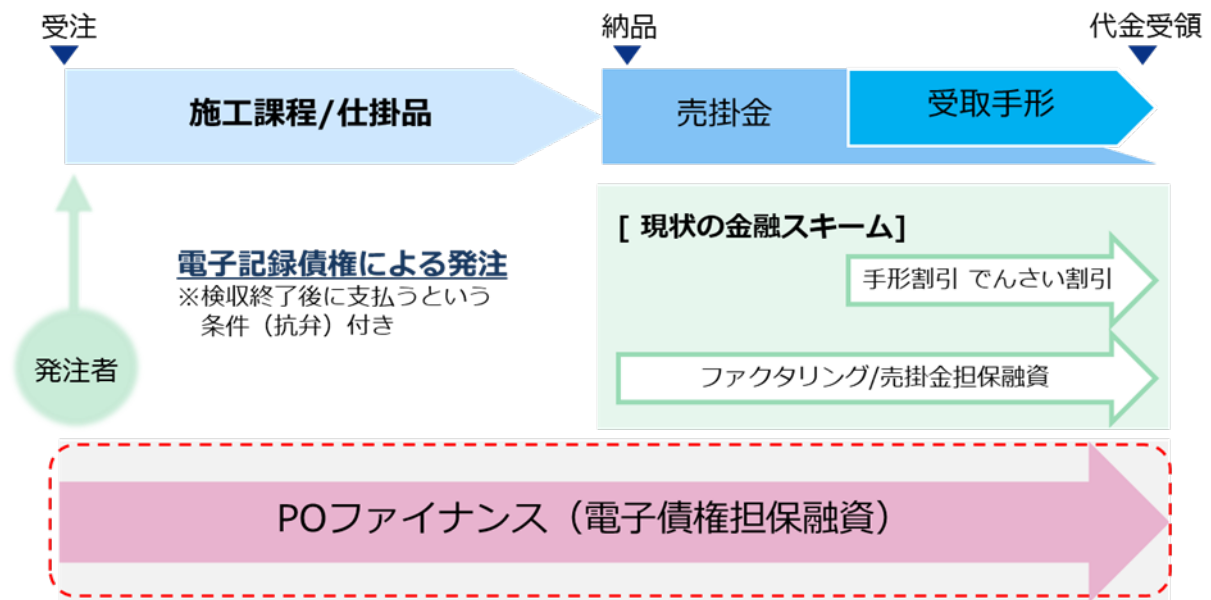 受注
納品
代金受領
施工課程/仕掛品
売掛金
受取手形
[ 現状の金融スキーム]
電子記録債権による発注
※検収終了後に支払うという
条件（抗弁）付き
手形割引 でんさい割引
発注者
ファクタリング/売掛金担保融資
POファイナンス（電子債権担保融資）